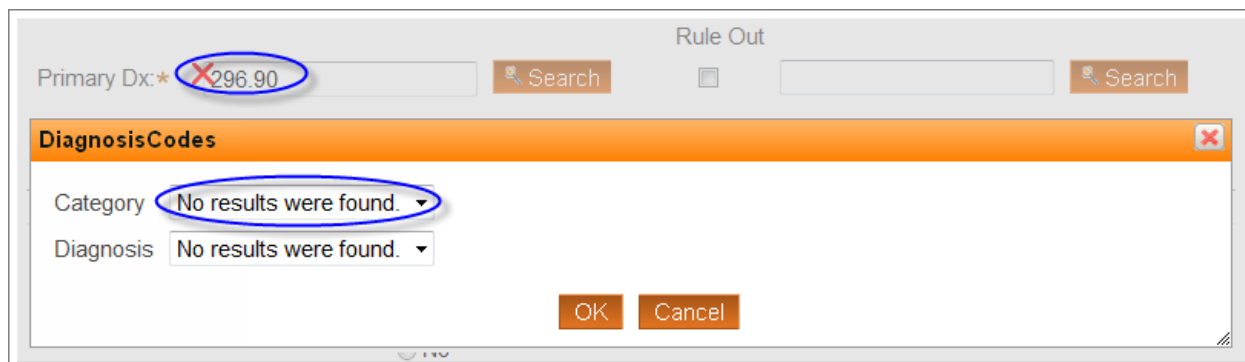 Rule Out
Primary Dx:* 296.90 Search Search
DiagnosisCodes
Category No results were found.
Diagnosis No results were found.
OK Cancel
No